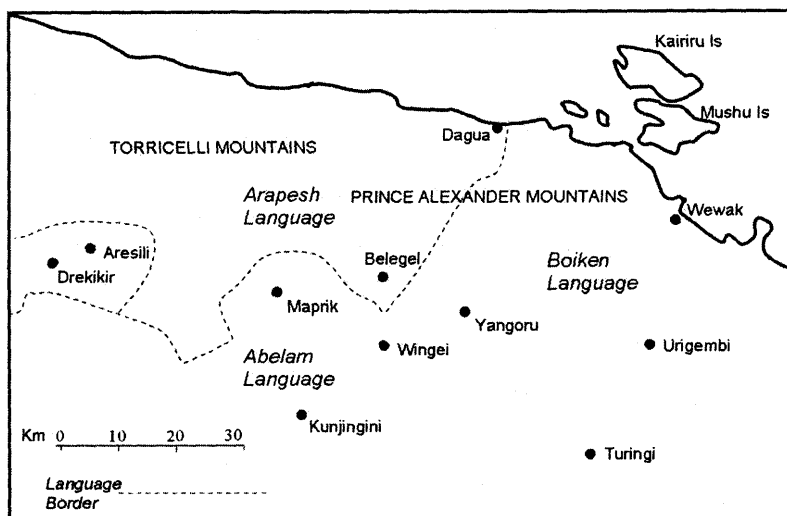 Kairiru Is
Mushu Is
Dagua
TORRICELLI MOUNTAINS
PRINCE ALEXANDER MOUNTAINS
Arapesh
Language
Wewak
Aresili
Drekikir
Belegel
Boiken
Language
Maprik
Yangoru
Wingei
Urigembi
Abelam
Language
Kunjingini
Km 0 10 20 30
Turingi
Language
Border